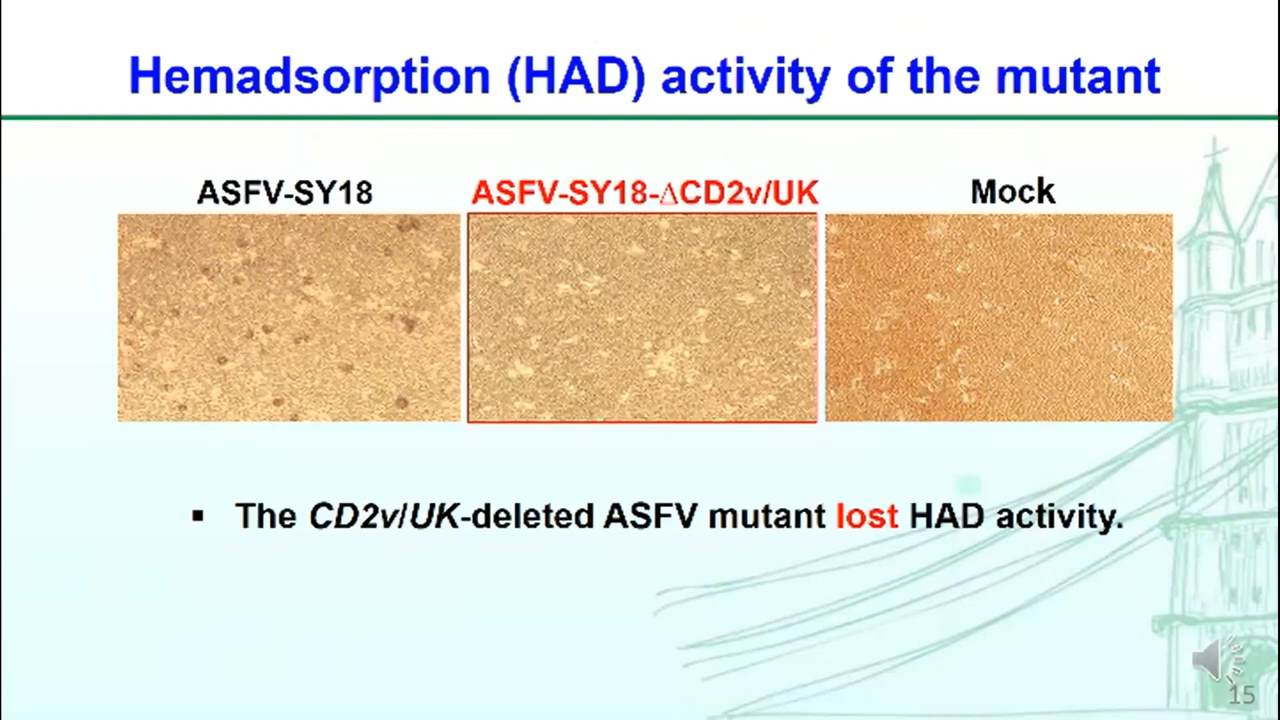 Hemadsorption (HAD) activity of the mutant
ASFV-SY18
ASFV-SY18-∆CD2v/UK
Mock
▪ The CD2v/UK-deleted ASFV mutant lost HAD activity.
15